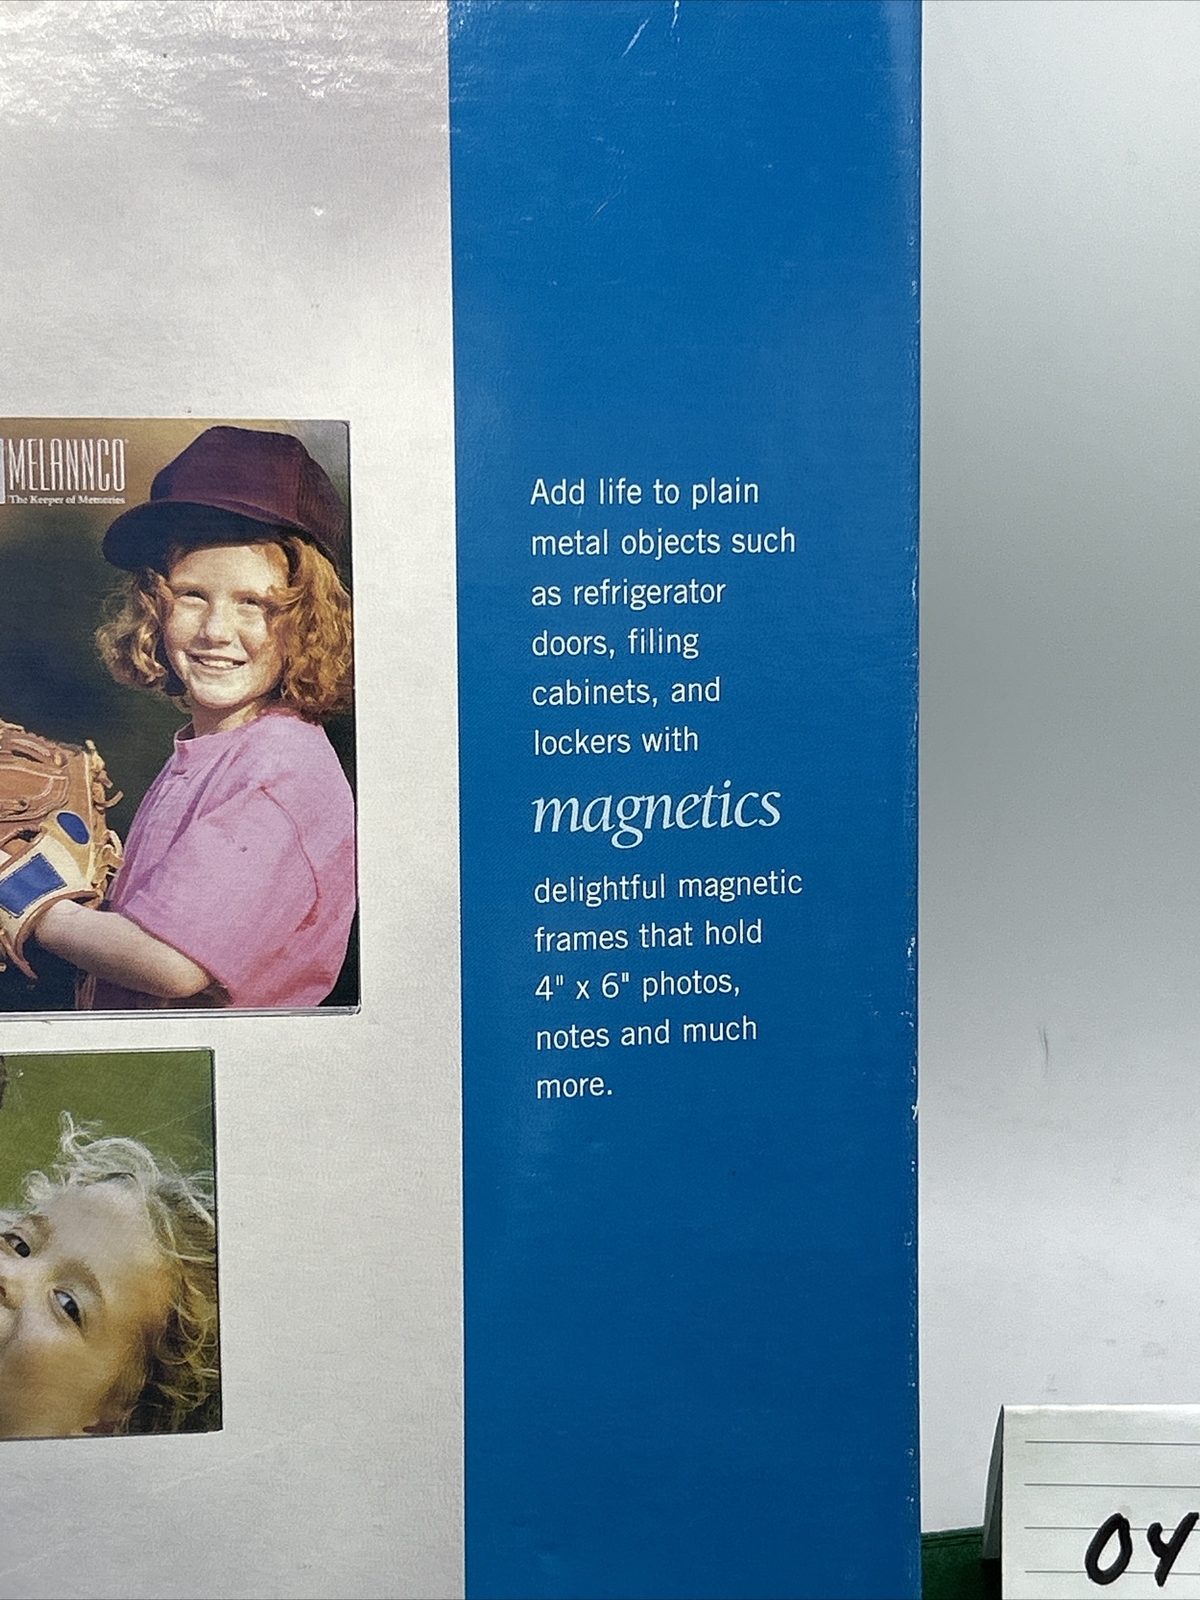 MELANNCO®
The Keeper of Memories
Add life to plain
metal objects such
as refrigerator
doors, filing
cabinets, and
lockers with
magnetics
delightful magnetic
frames that hold
4" x 6" photos,
notes and much
more.
04